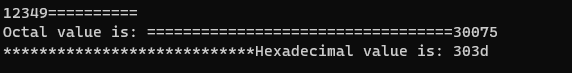 12349==========
Octal value is: ==================================30075
****************************Hexadecimal value is: 303d